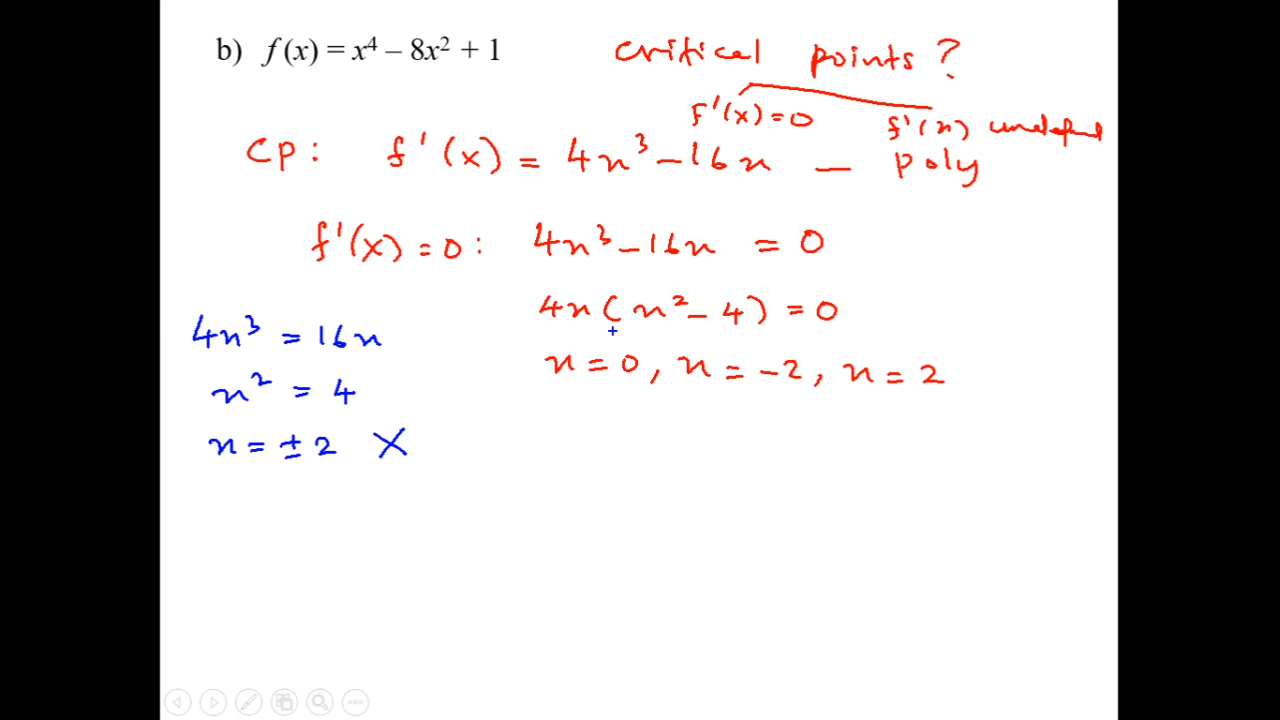 b) f (x) = x⁴ – 8x² + 1
critical points ?
f'(x) = 0
f'(x) undefined
CP : f'(x) = 4x³ – 16x – poly
f'(x) = 0 : 4x³ – 16x = 0
4x(x² – 4) = 0
x = 0, x = –2, x = 2
4x³ = 16x
x² = 4
x = ±2 ✗